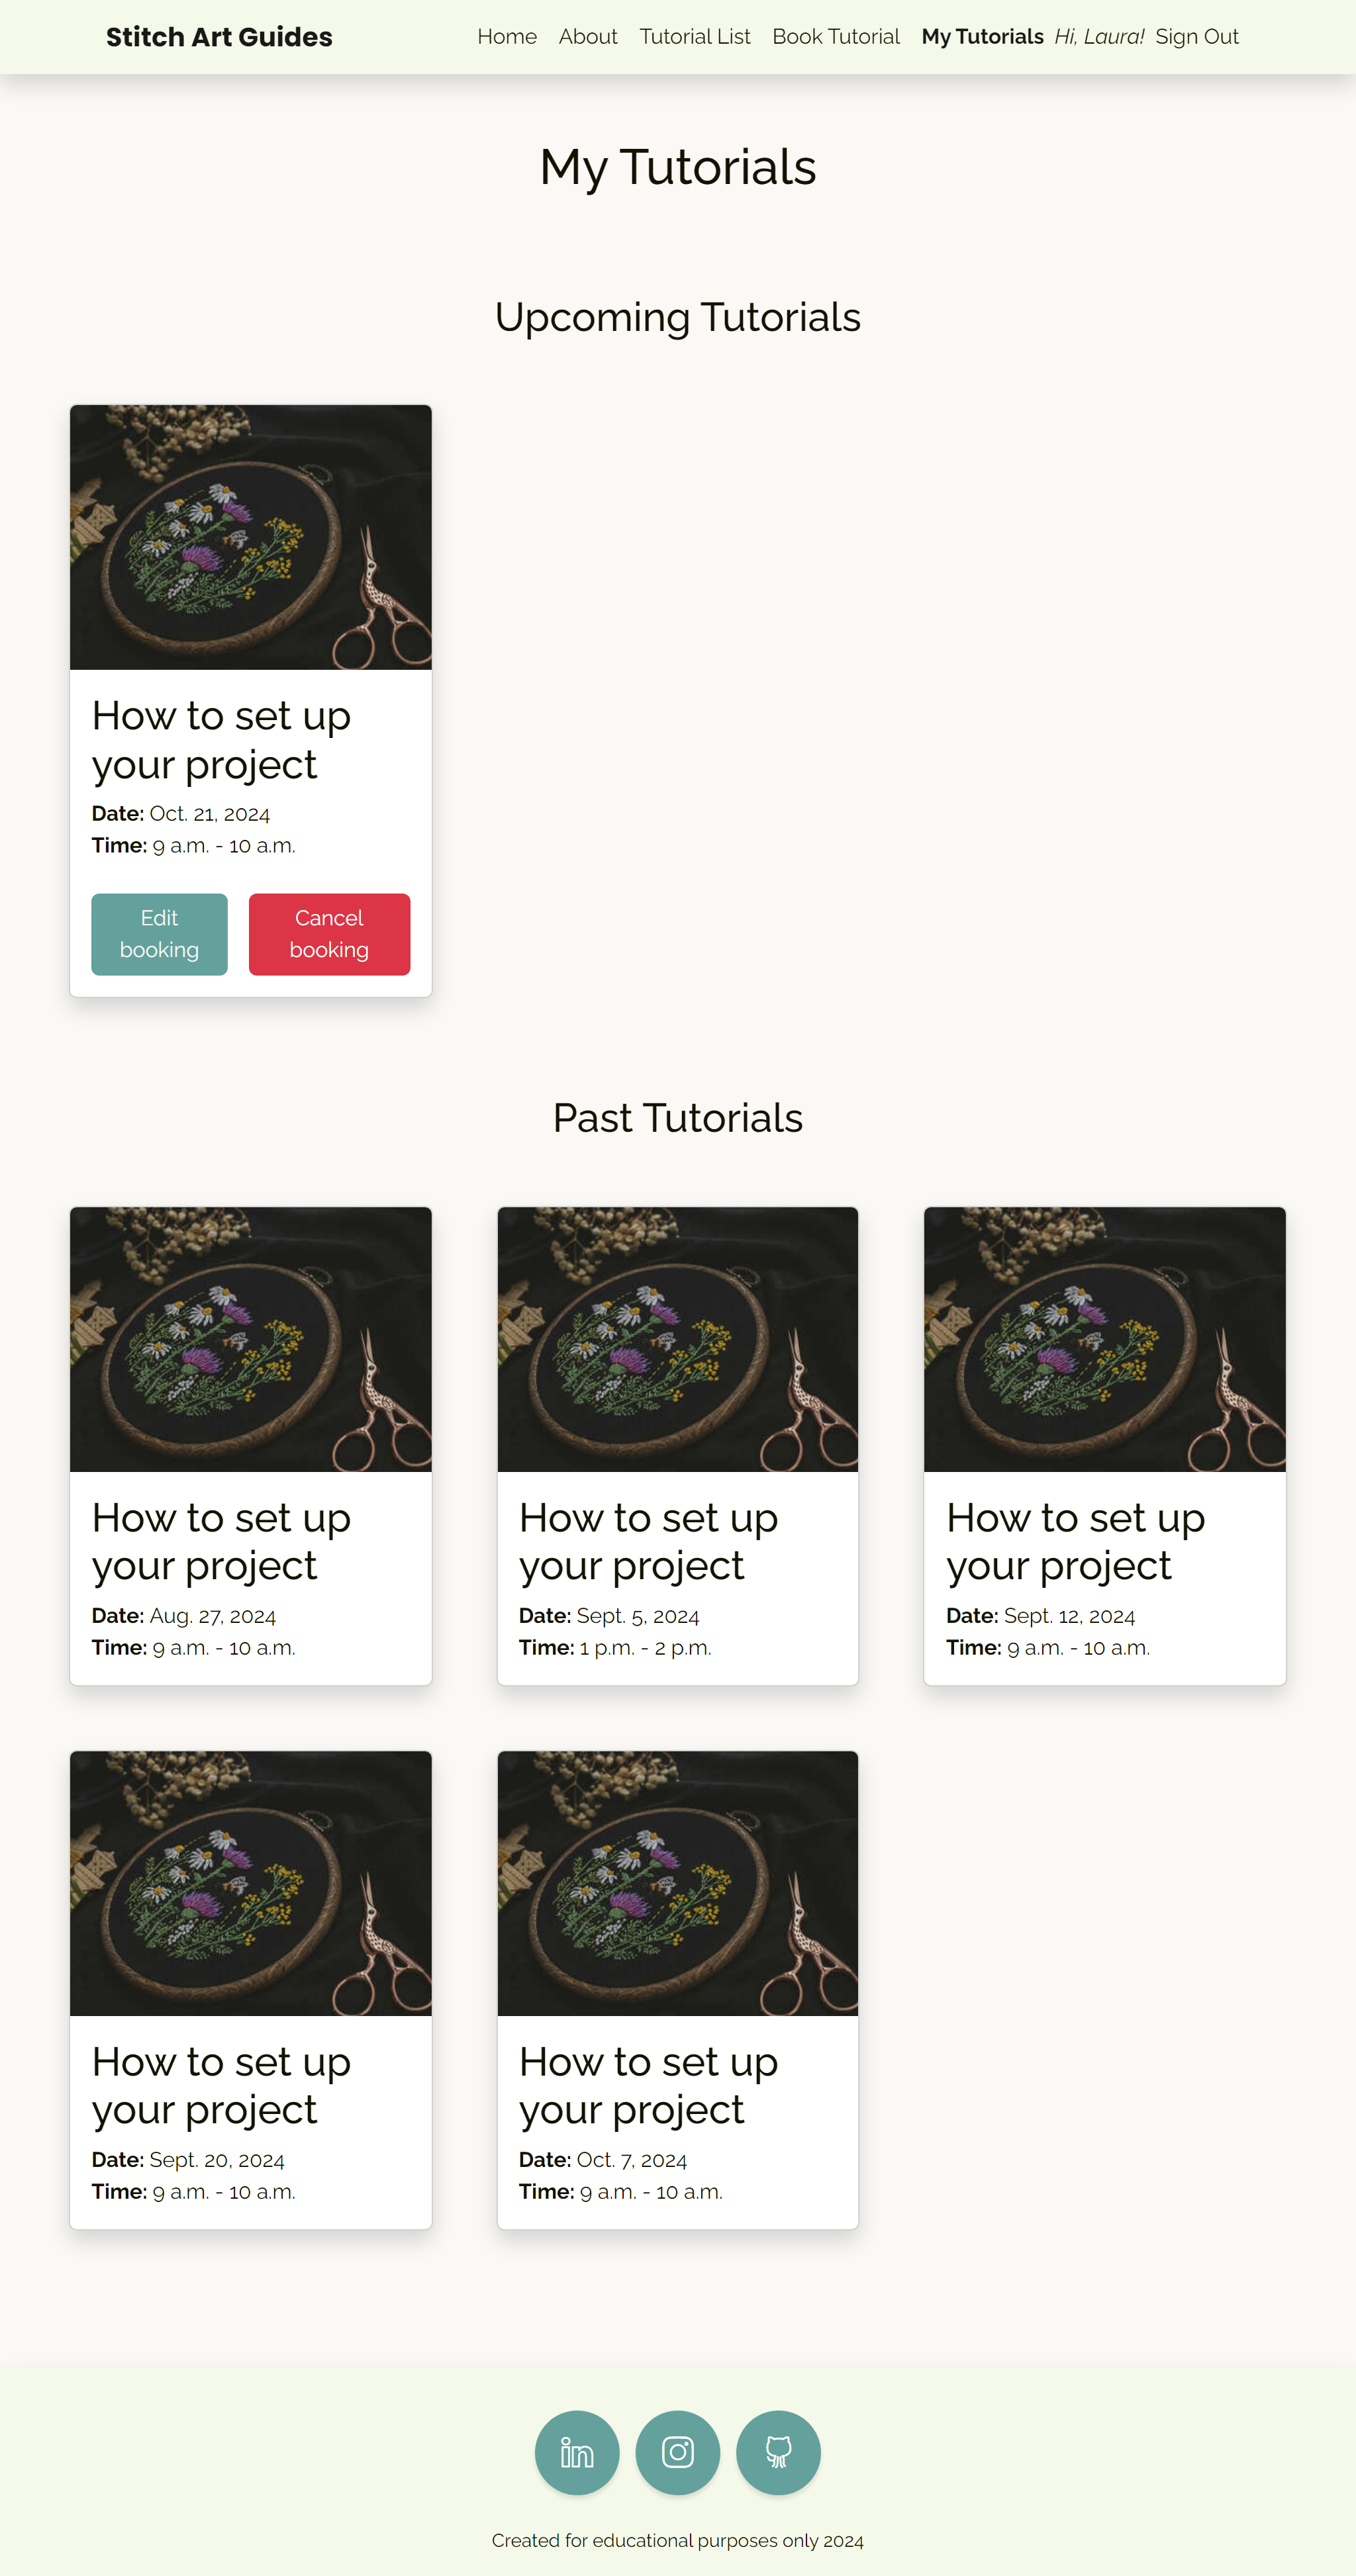 Stitch Art Guides
Home About Tutorial List Book Tutorial My Tutorials Hi, Laura! Sign Out
My Tutorials
Upcoming Tutorials
How to set up
your project
Date: Oct. 21, 2024
Time: 9 a.m. - 10 a.m.
Edit
booking
Cancel
booking
Past Tutorials
How to set up
your project
Date: Aug. 27, 2024
Time: 9 a.m. - 10 a.m.
How to set up
your project
Date: Sept. 5, 2024
Time: 1 p.m. - 2 p.m.
How to set up
your project
Date: Sept. 12, 2024
Time: 9 a.m. - 10 a.m.
How to set up
your project
Date: Sept. 20, 2024
Time: 9 a.m. - 10 a.m.
How to set up
your project
Date: Oct. 7, 2024
Time: 9 a.m. - 10 a.m.
in
Created for educational purposes only 2024